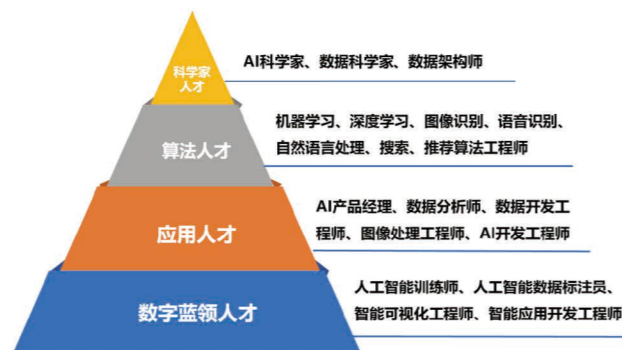 科学家
人才
AI科学家、数据科学家、数据架构师
算法人才
机器学习、深度学习、图像识别、语音识别、
自然语言处理、搜索、推荐算法工程师
应用人才
AI产品经理、数据分析师、数据开发工
程师、图像处理工程师、AI开发工程师
数字蓝领人才
人工智能训练师、人工智能数据标注员、
智能可视化工程师、智能应用开发工程师